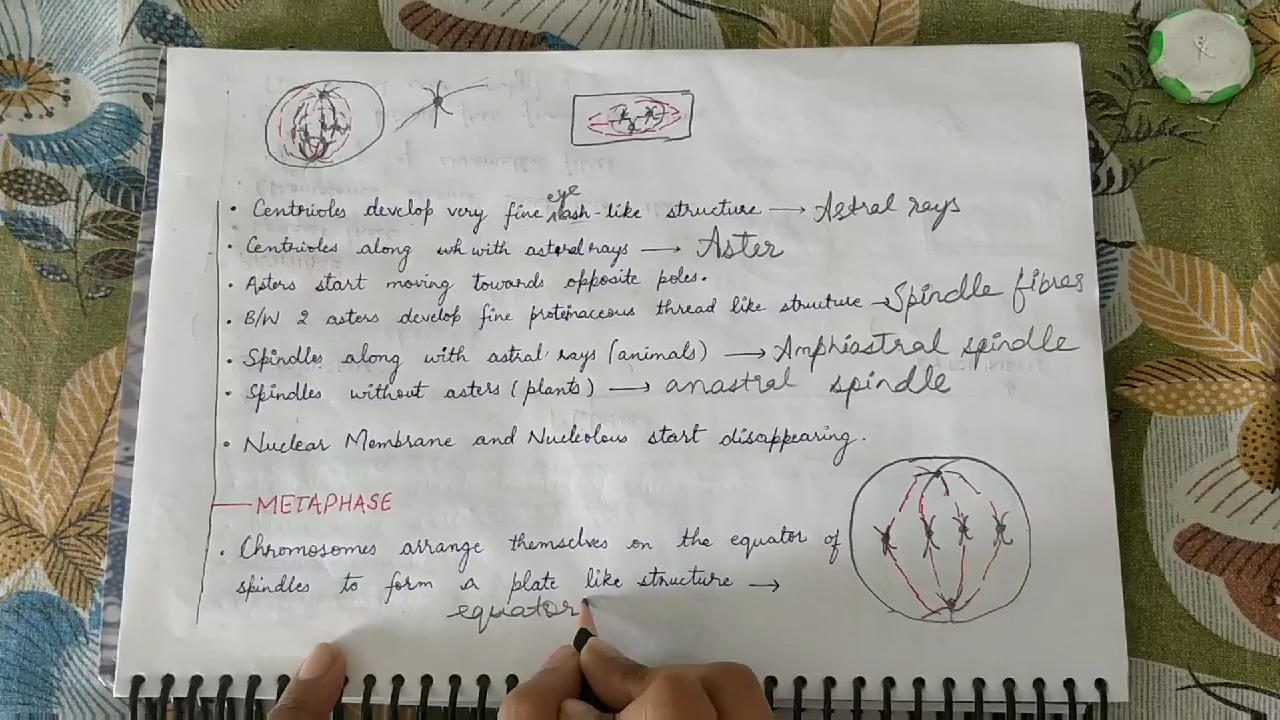 • Centrioles develop very fine eye lash-like structure → Astral rays
• Centrioles along wh with asteral rays → Aster
• Asters start moving towards opposite poles.
• B/W 2 asters develop fine proteinaceous thread like structure → Spindle fibres
• Spindles along with astral rays (animals) → Amphiastral spindle
• Spindles without asters (plants) → anastral spindle
• Nuclear Membrane and Nucleolous start disappearing.
METAPHASE
• Chromosomes arrange themselves on the equator of
spindles to form a plate like structure →
equator